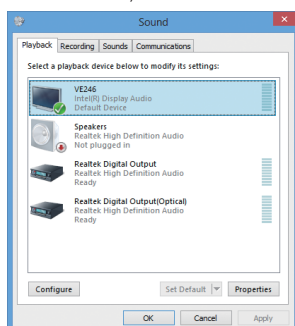 Sound
Playback Recording Sounds Communications
Select a playback device below to modify its settings:
VE246
Intel(R) Display Audio
Default Device
Speakers
Realtek High Definition Audio
Not plugged in
Realtek Digital Output
Realtek High Definition Audio
Ready
Realtek Digital Output(Optical)
Realtek High Definition Audio
Ready
Configure Set Default Properties
OK Cancel Apply